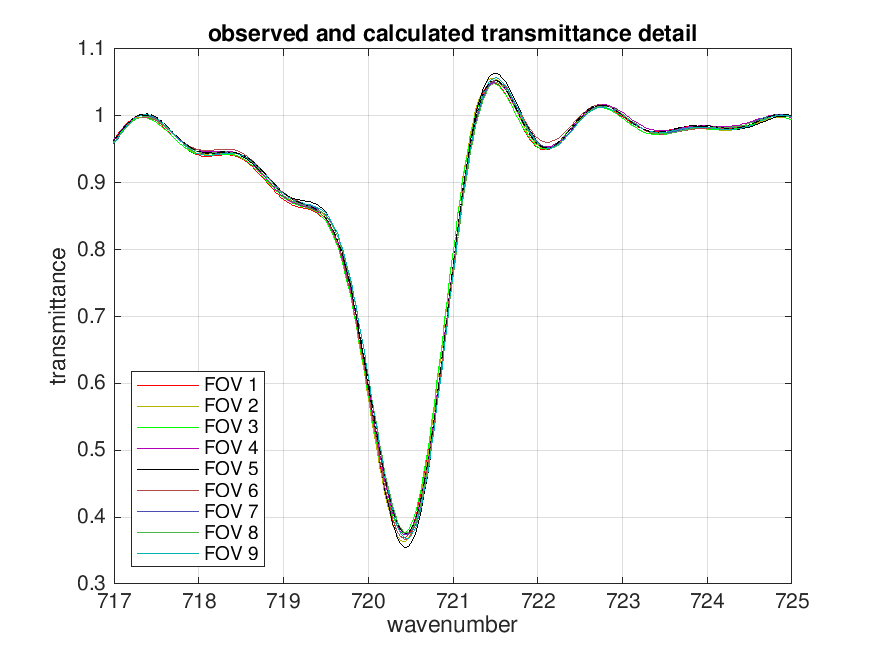 observed and calculated transmittance detail
1.1
1
0.9
0.8
0.7
0.6
0.5
0.4
0.3
transmittance
FOV 1
FOV 2
FOV 3
FOV 4
FOV 5
FOV 6
FOV 7
FOV 8
FOV 9
717 718 719 720 721 722 723 724 725
wavenumber